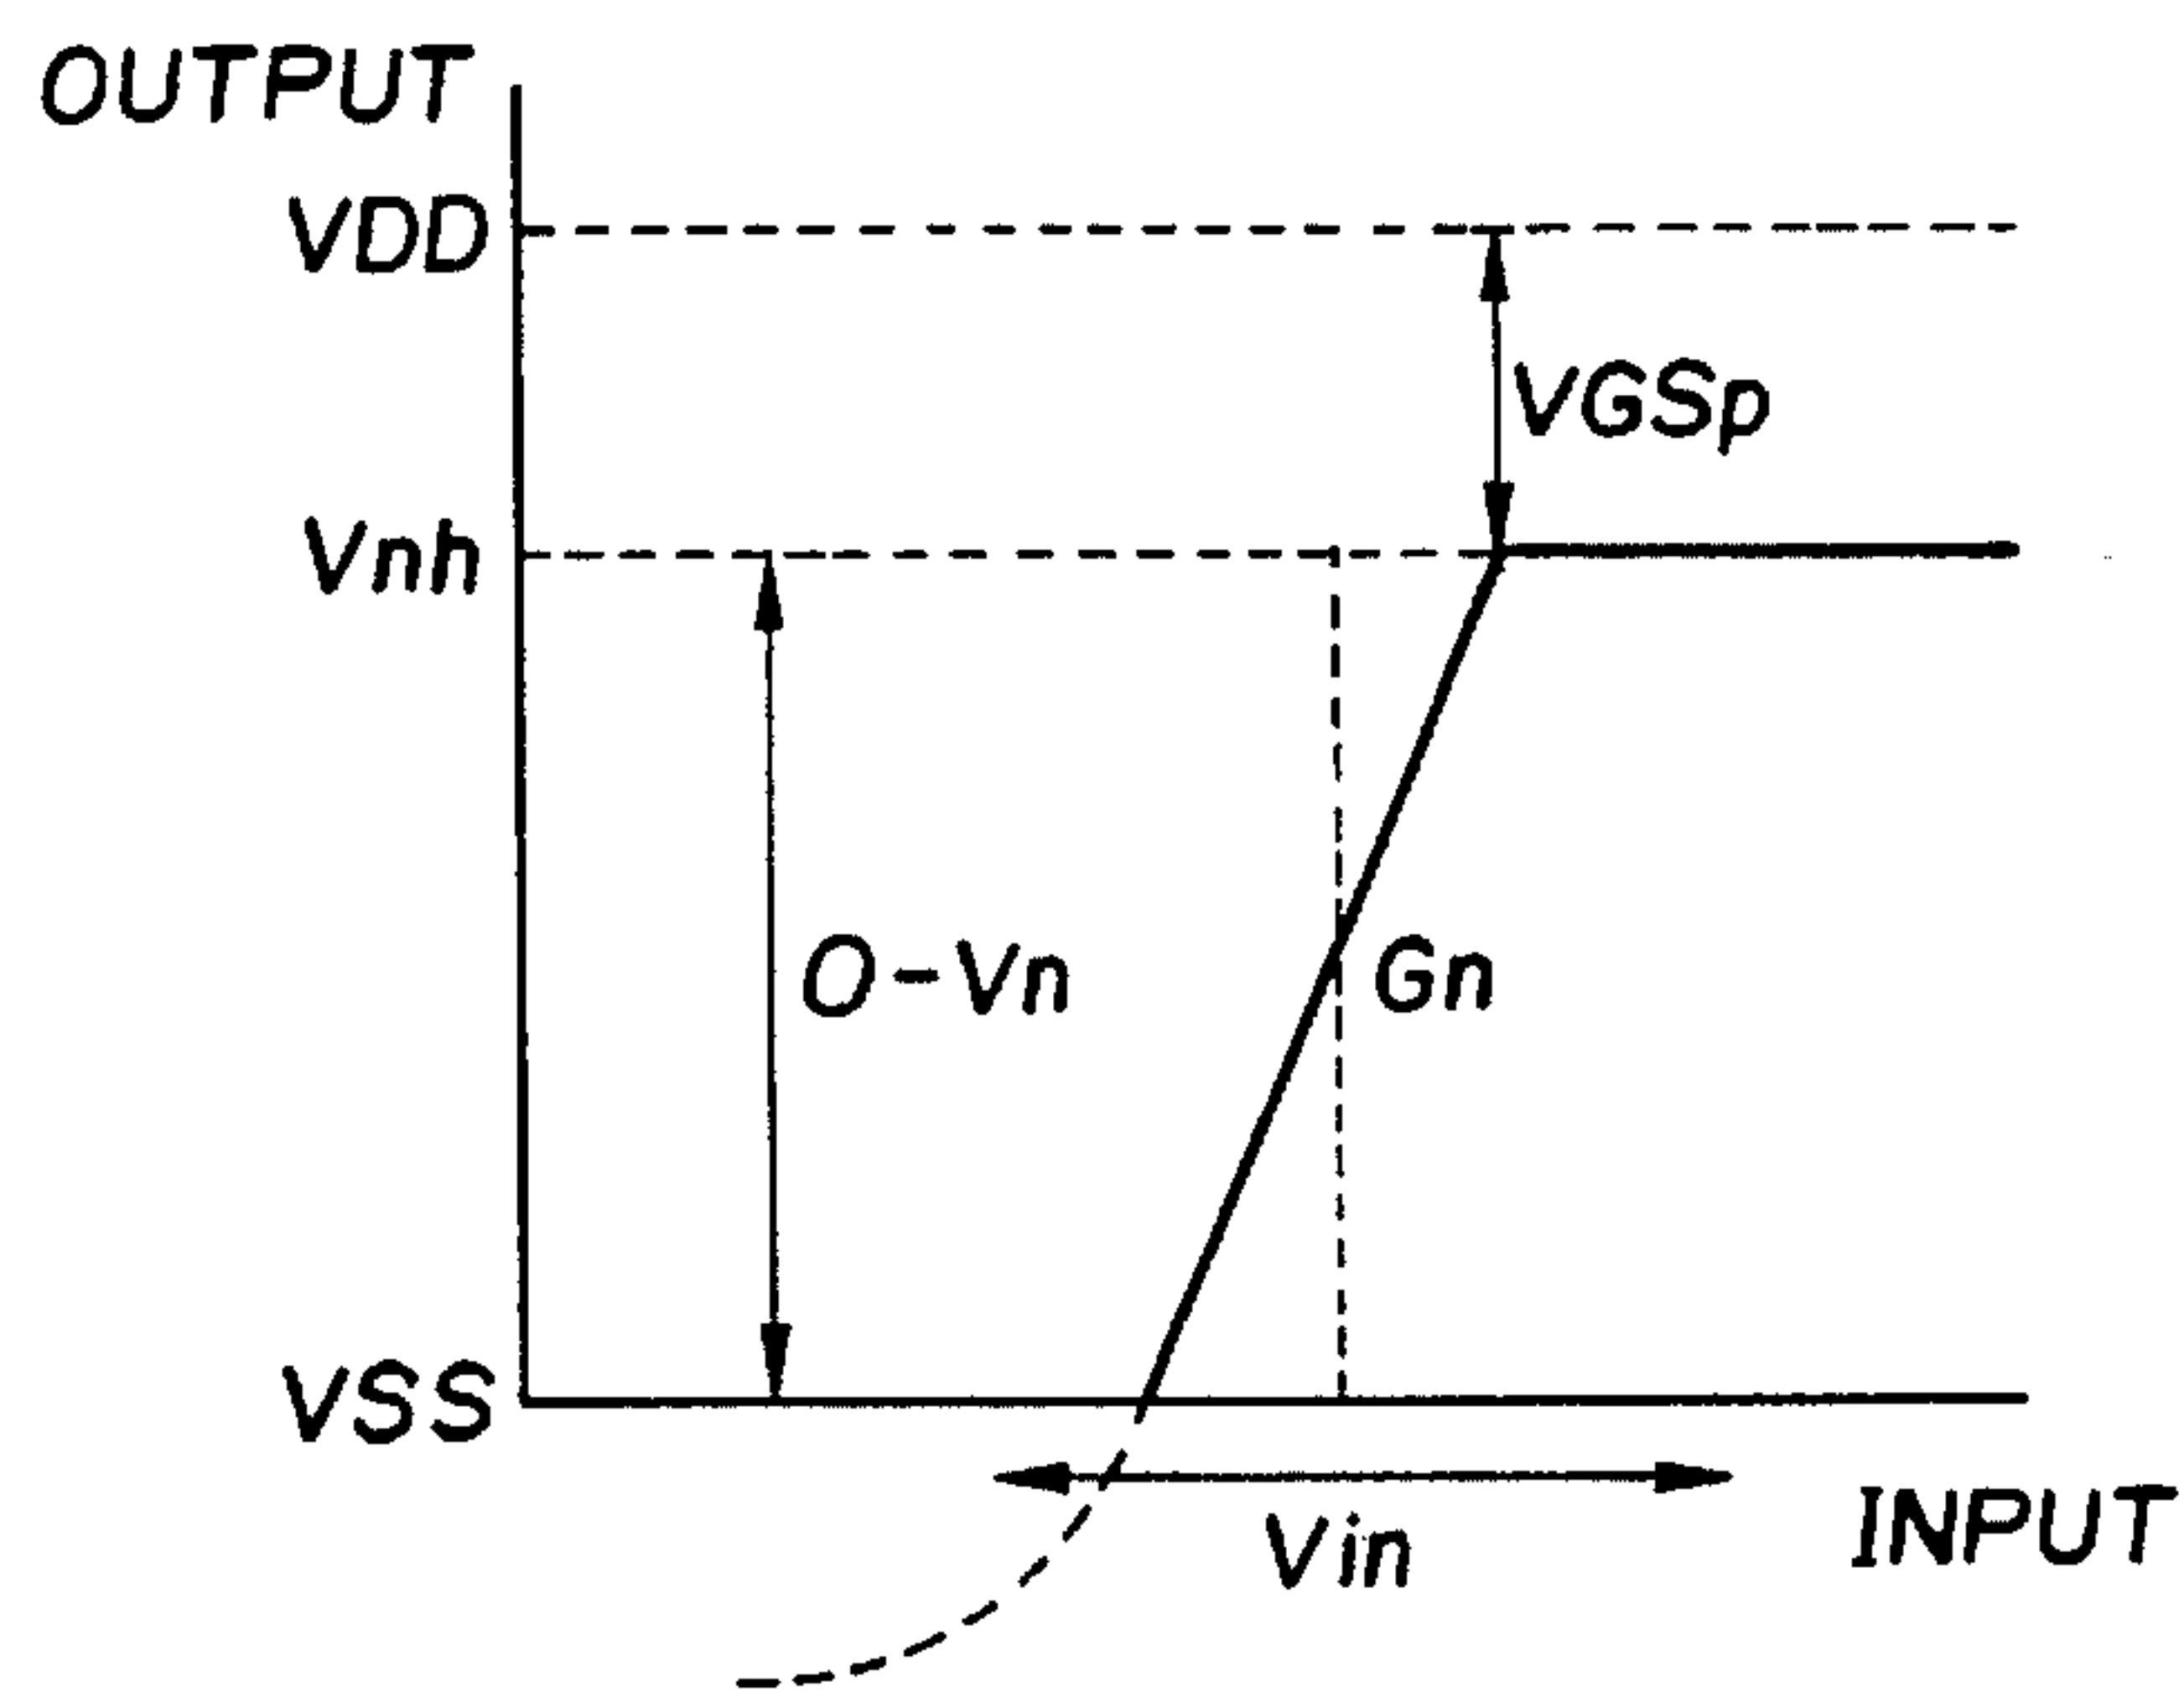 OUTPUT
VDD
VGSp
Vnh
O-Vn
Gn
VSS
Vin
INPUT